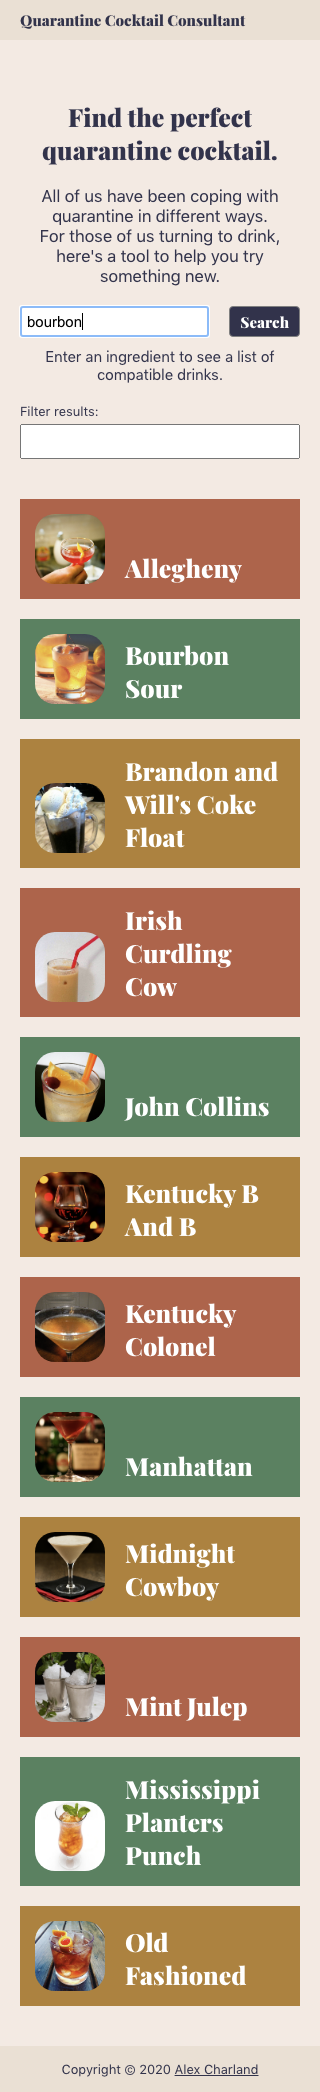 Quarantine Cocktail Consultant
Find the perfect
quarantine cocktail.
All of us have been coping with
quarantine in different ways.
For those of us turning to drink,
here's a tool to help you try
something new.
bourbon
Search
Enter an ingredient to see a list of
compatible drinks.
Filter results:
Allegheny
Bourbon
Sour
Brandon and
Will's Coke
Float
Irish
Curdling
Cow
John Collins
Kentucky B
And B
Kentucky
Colonel
Manhattan
Midnight
Cowboy
Mint Julep
Mississippi
Planters
Punch
Old
Fashioned
Copyright © 2020 Alex Charland